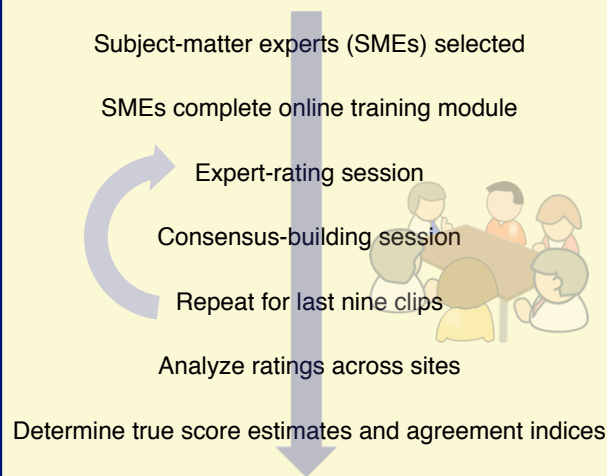 Subject-matter experts (SMEs) selected
SMEs complete online training module
Expert-rating session
Consensus-building session
Repeat for last nine clips
Analyze ratings across sites
Determine true score estimates and agreement indices